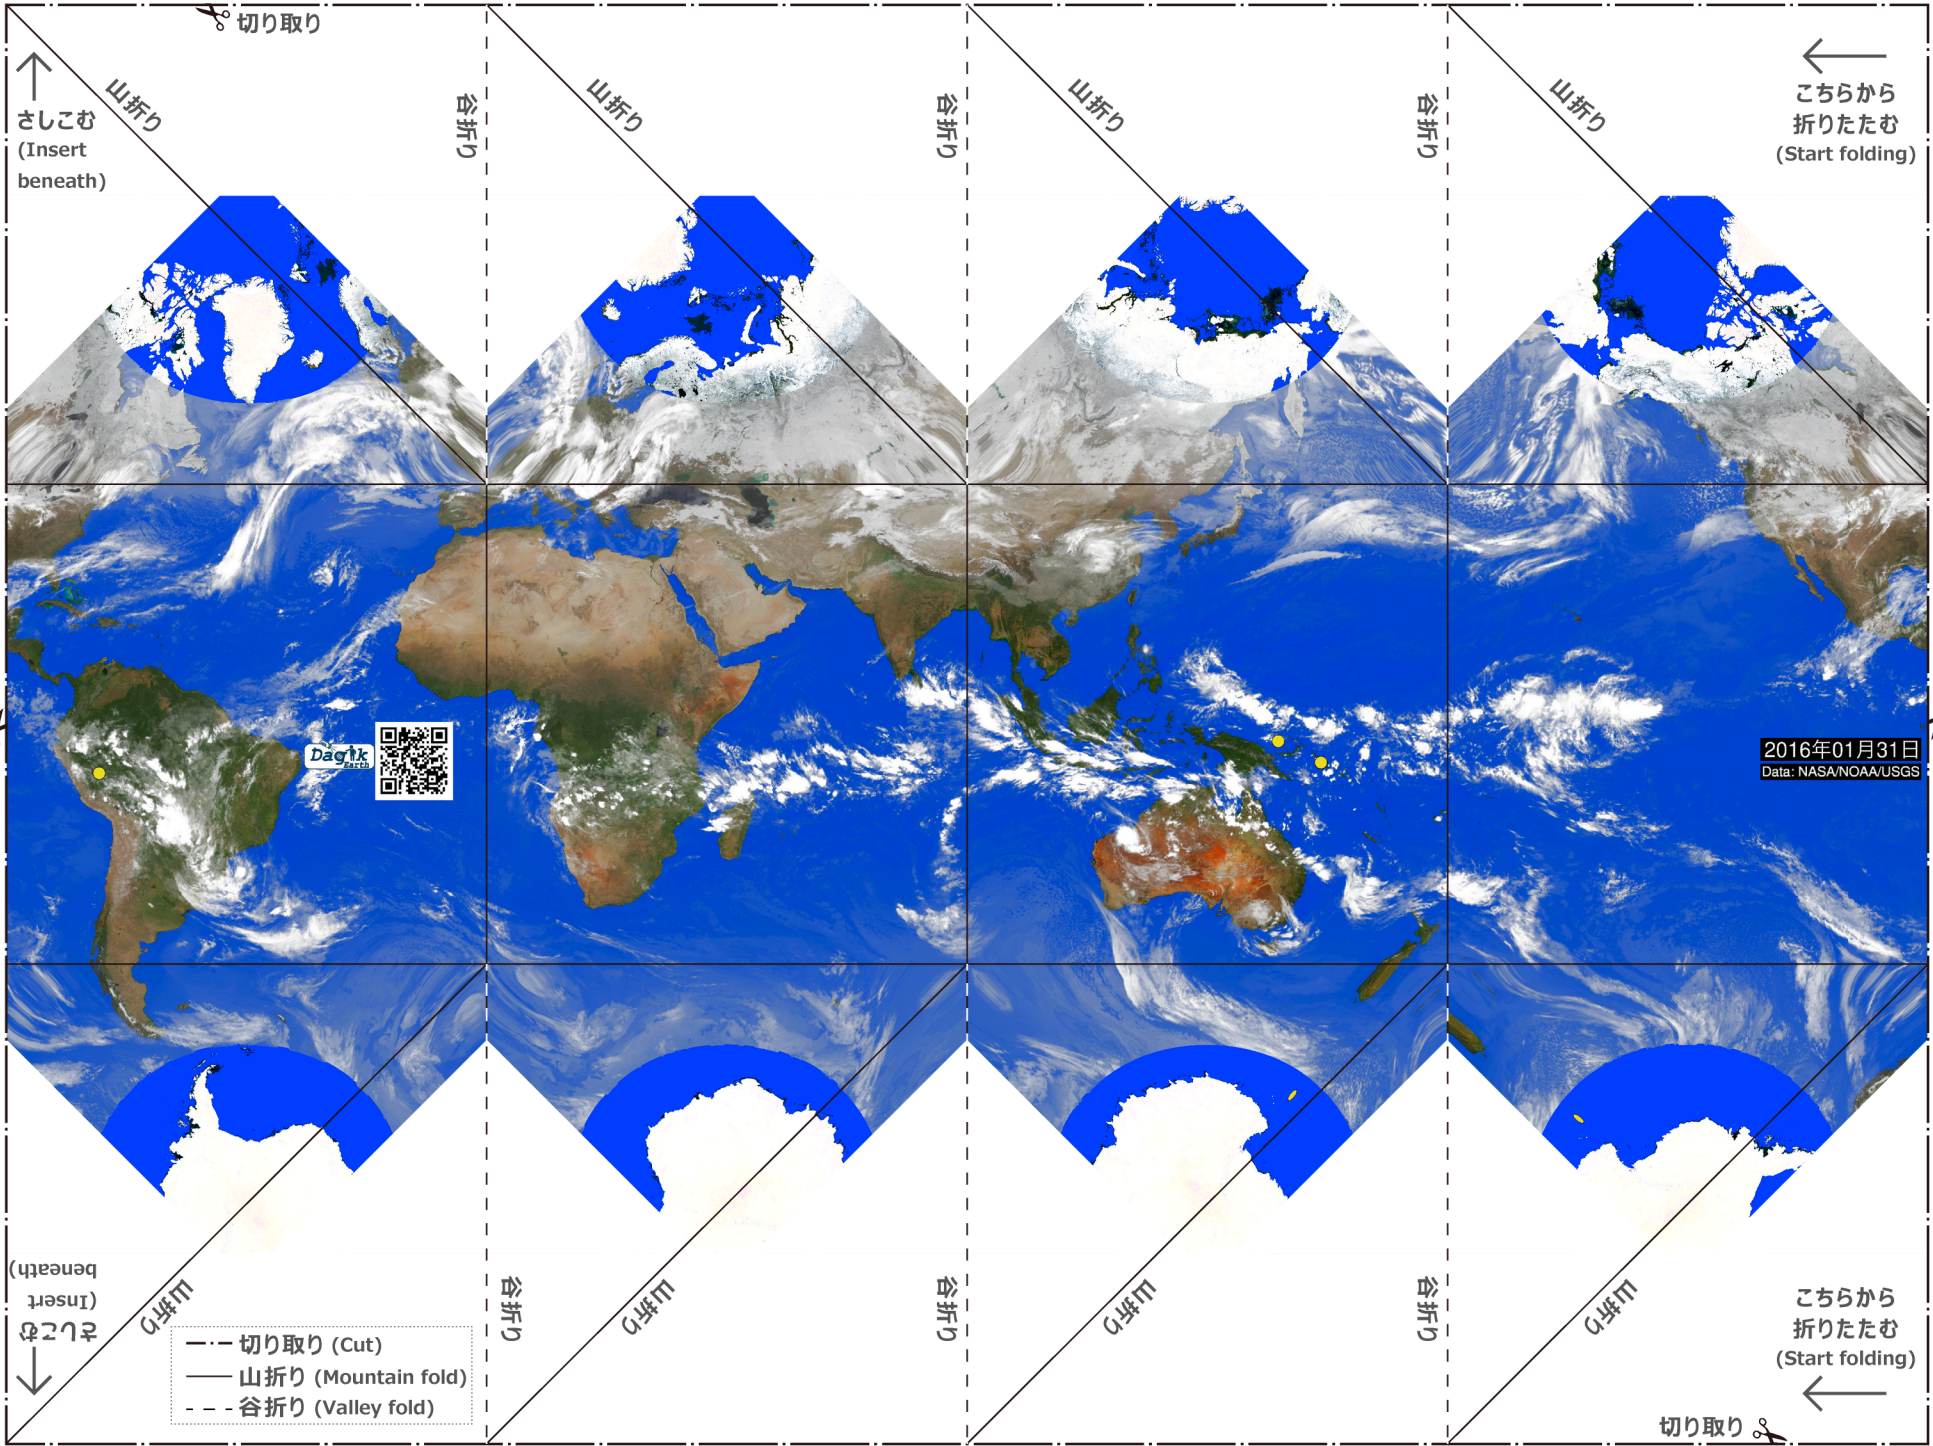 切り取り
山折り
谷折り
山折り
谷折り
山折り
谷折り
山折り
さしこむ
(Insert
beneath)
こちらから
折りたたむ
(Start folding)
Dagik
Earth
2016年01月31日
Data: NASA/NOAA/USGS
さしこむ
(Insert
beneath)
山折り
谷折り
山折り
谷折り
山折り
谷折り
山折り
切り取り (Cut)
山折り (Mountain fold)
谷折り (Valley fold)
こちらから
折りたたむ
(Start folding)
切り取り